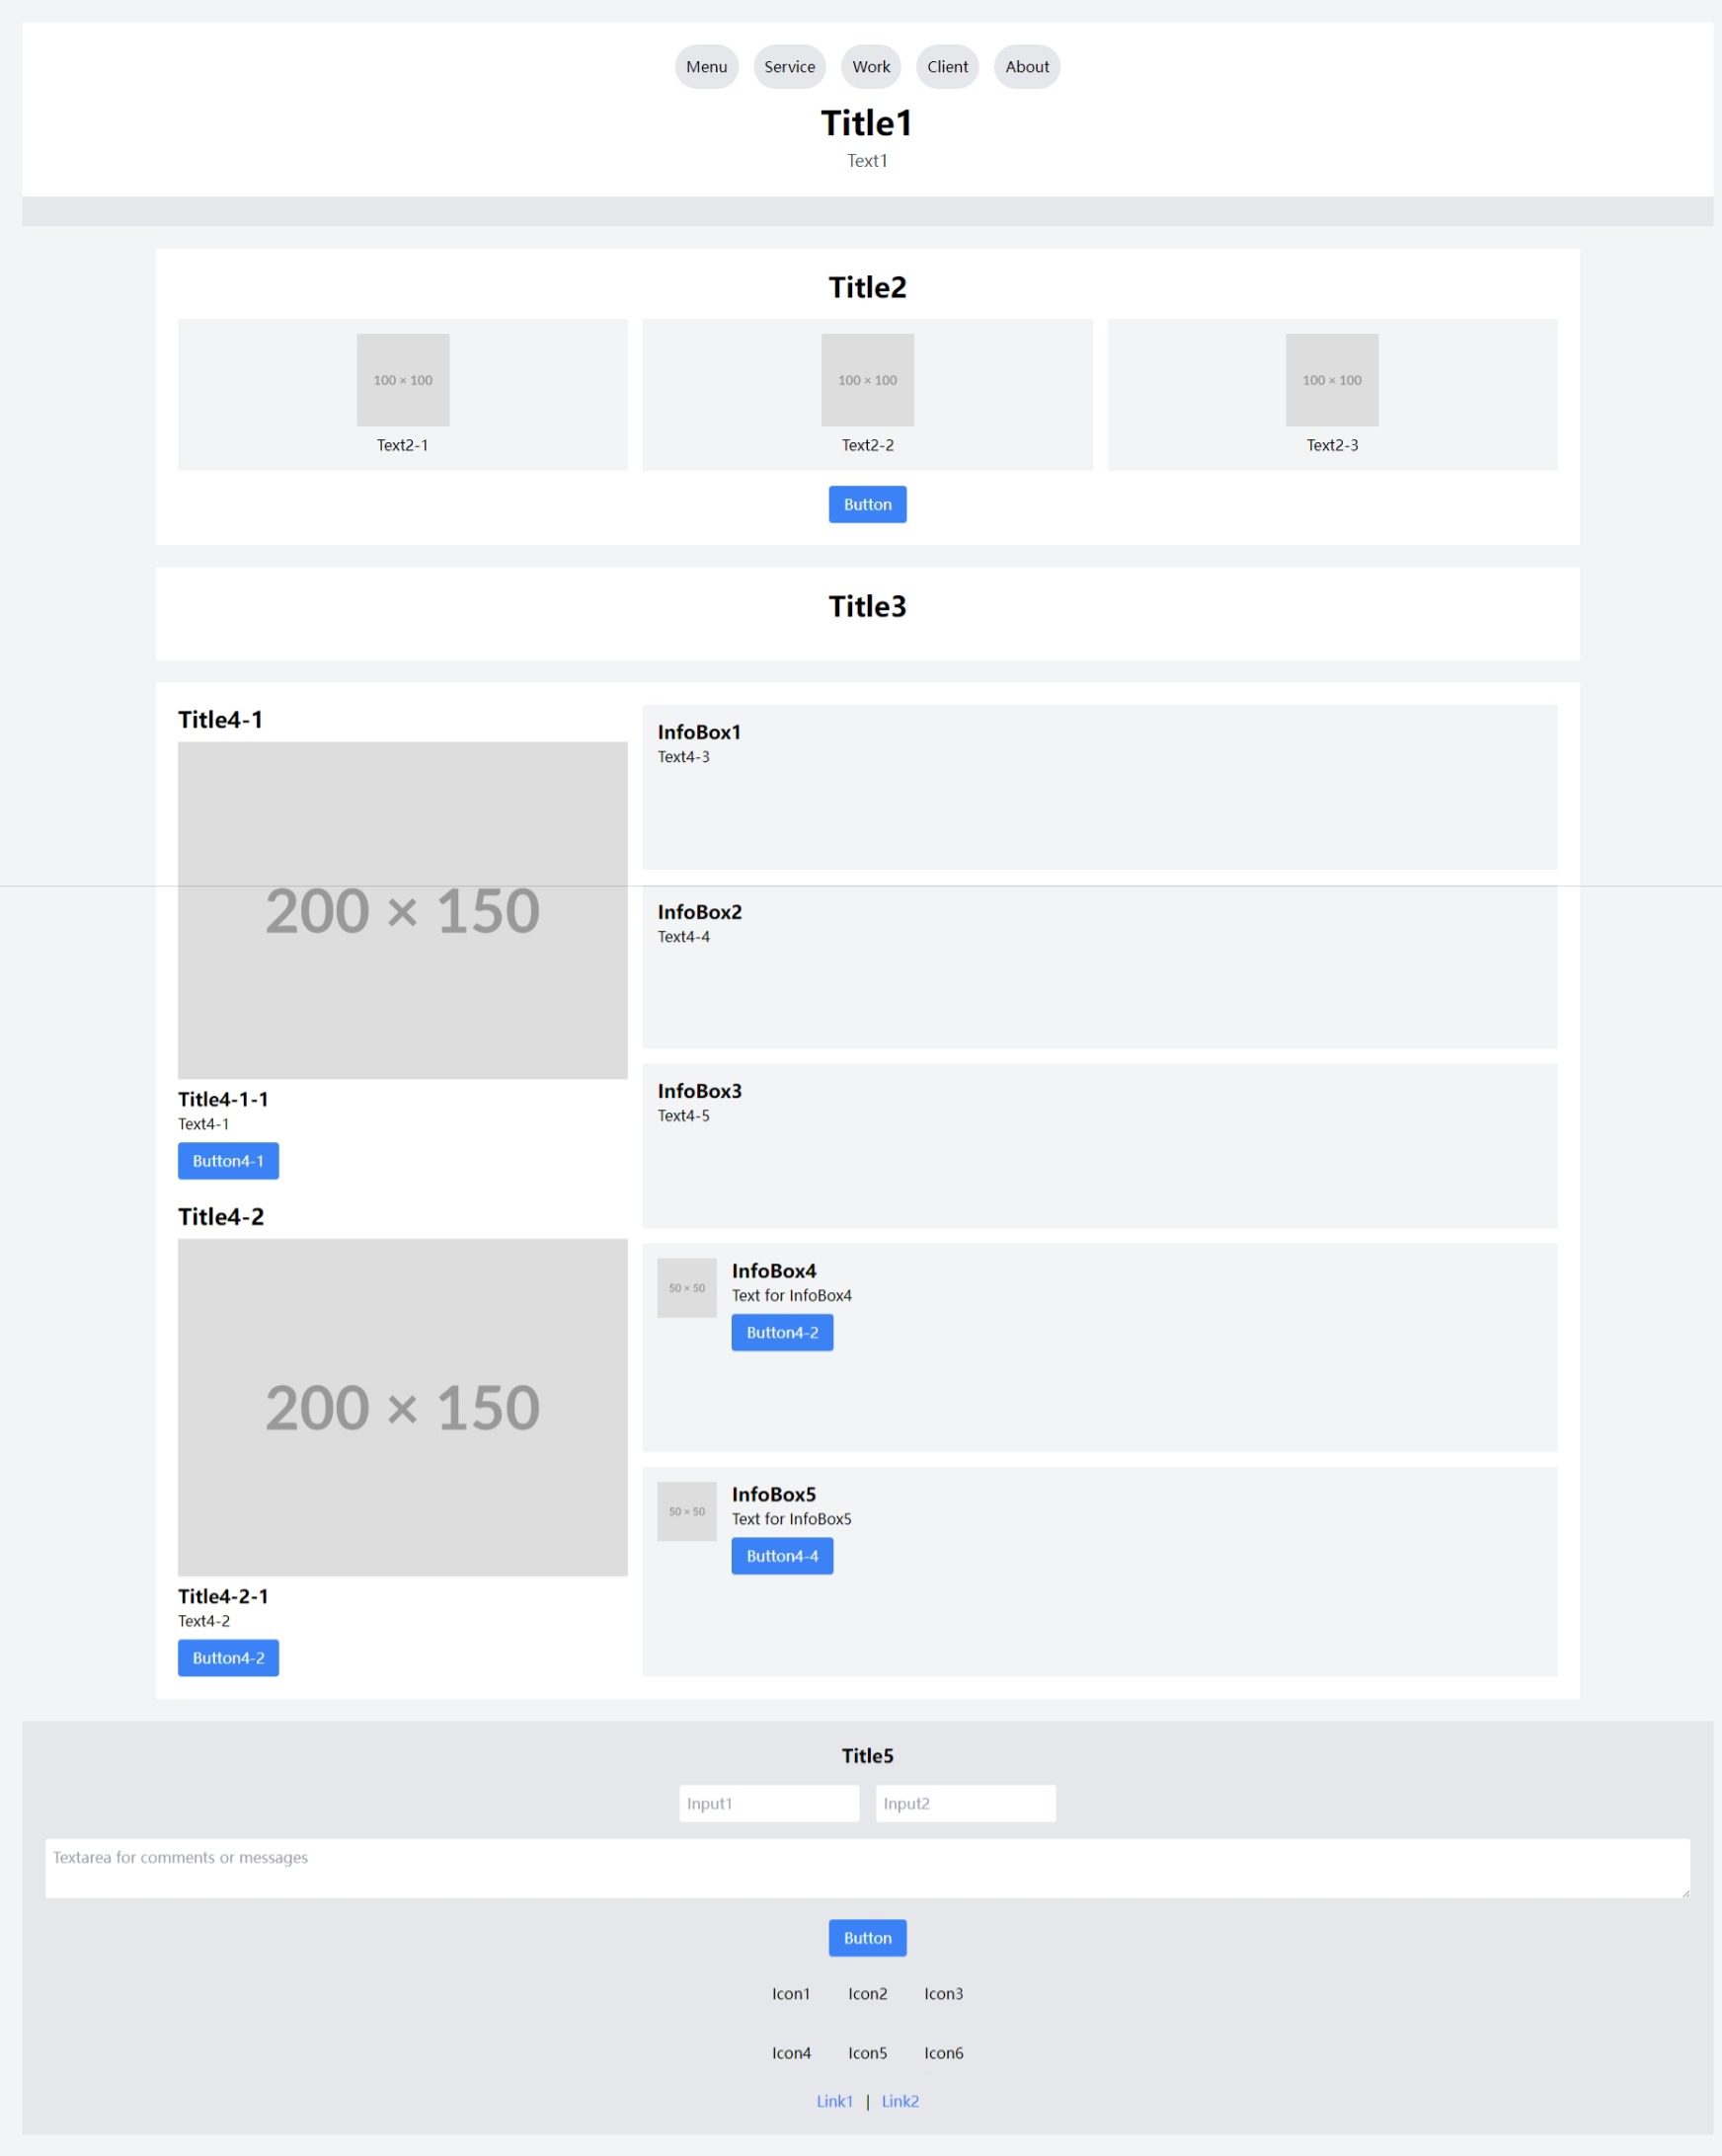 Menu Service Work Client About
Title1
Text1
Title2
100 × 100 100 × 100 100 × 100
Text2-1 Text2-2 Text2-3
Button
Title3
Title4-1
200 × 150
Title4-1-1
Text4-1
Button4-1
Title4-2
200 × 150
Title4-2-1
Text4-2
Button4-2
InfoBox1
Text4-3
InfoBox2
Text4-4
InfoBox3
Text4-5
50 × 50
InfoBox4
Text for InfoBox4
Button4-2
50 × 50
InfoBox5
Text for InfoBox5
Button4-4
Title5
Input1 Input2
Textarea for comments or messages
Button
Icon1 Icon2 Icon3
Icon4 Icon5 Icon6
Link1 | Link2